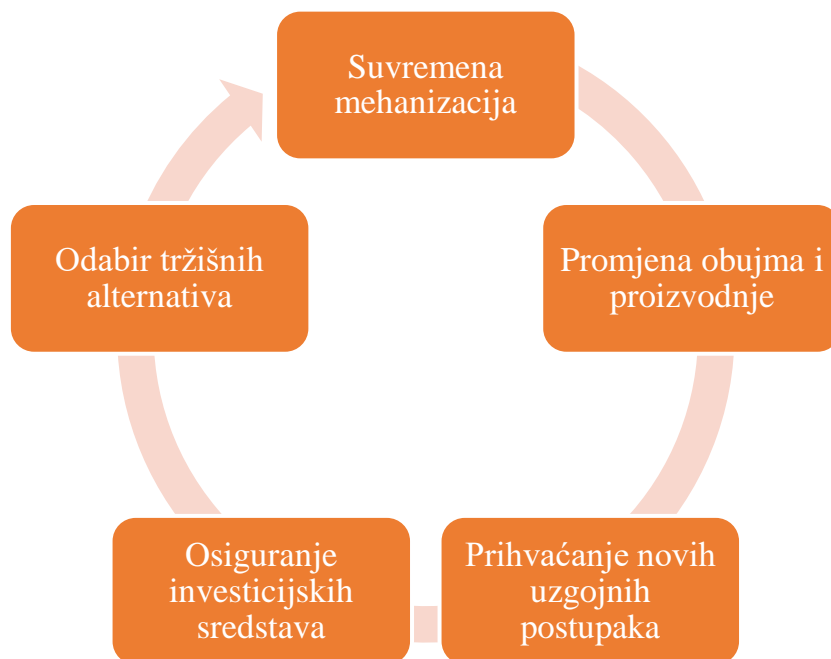 Suvremena
mehanizacija
Promjena obujma i
proizvodnje
Prihvaćanje novih
uzgojnih
postupaka
Osiguranje
investicijskih
sredstava
Odabir tržišnih
alternativa